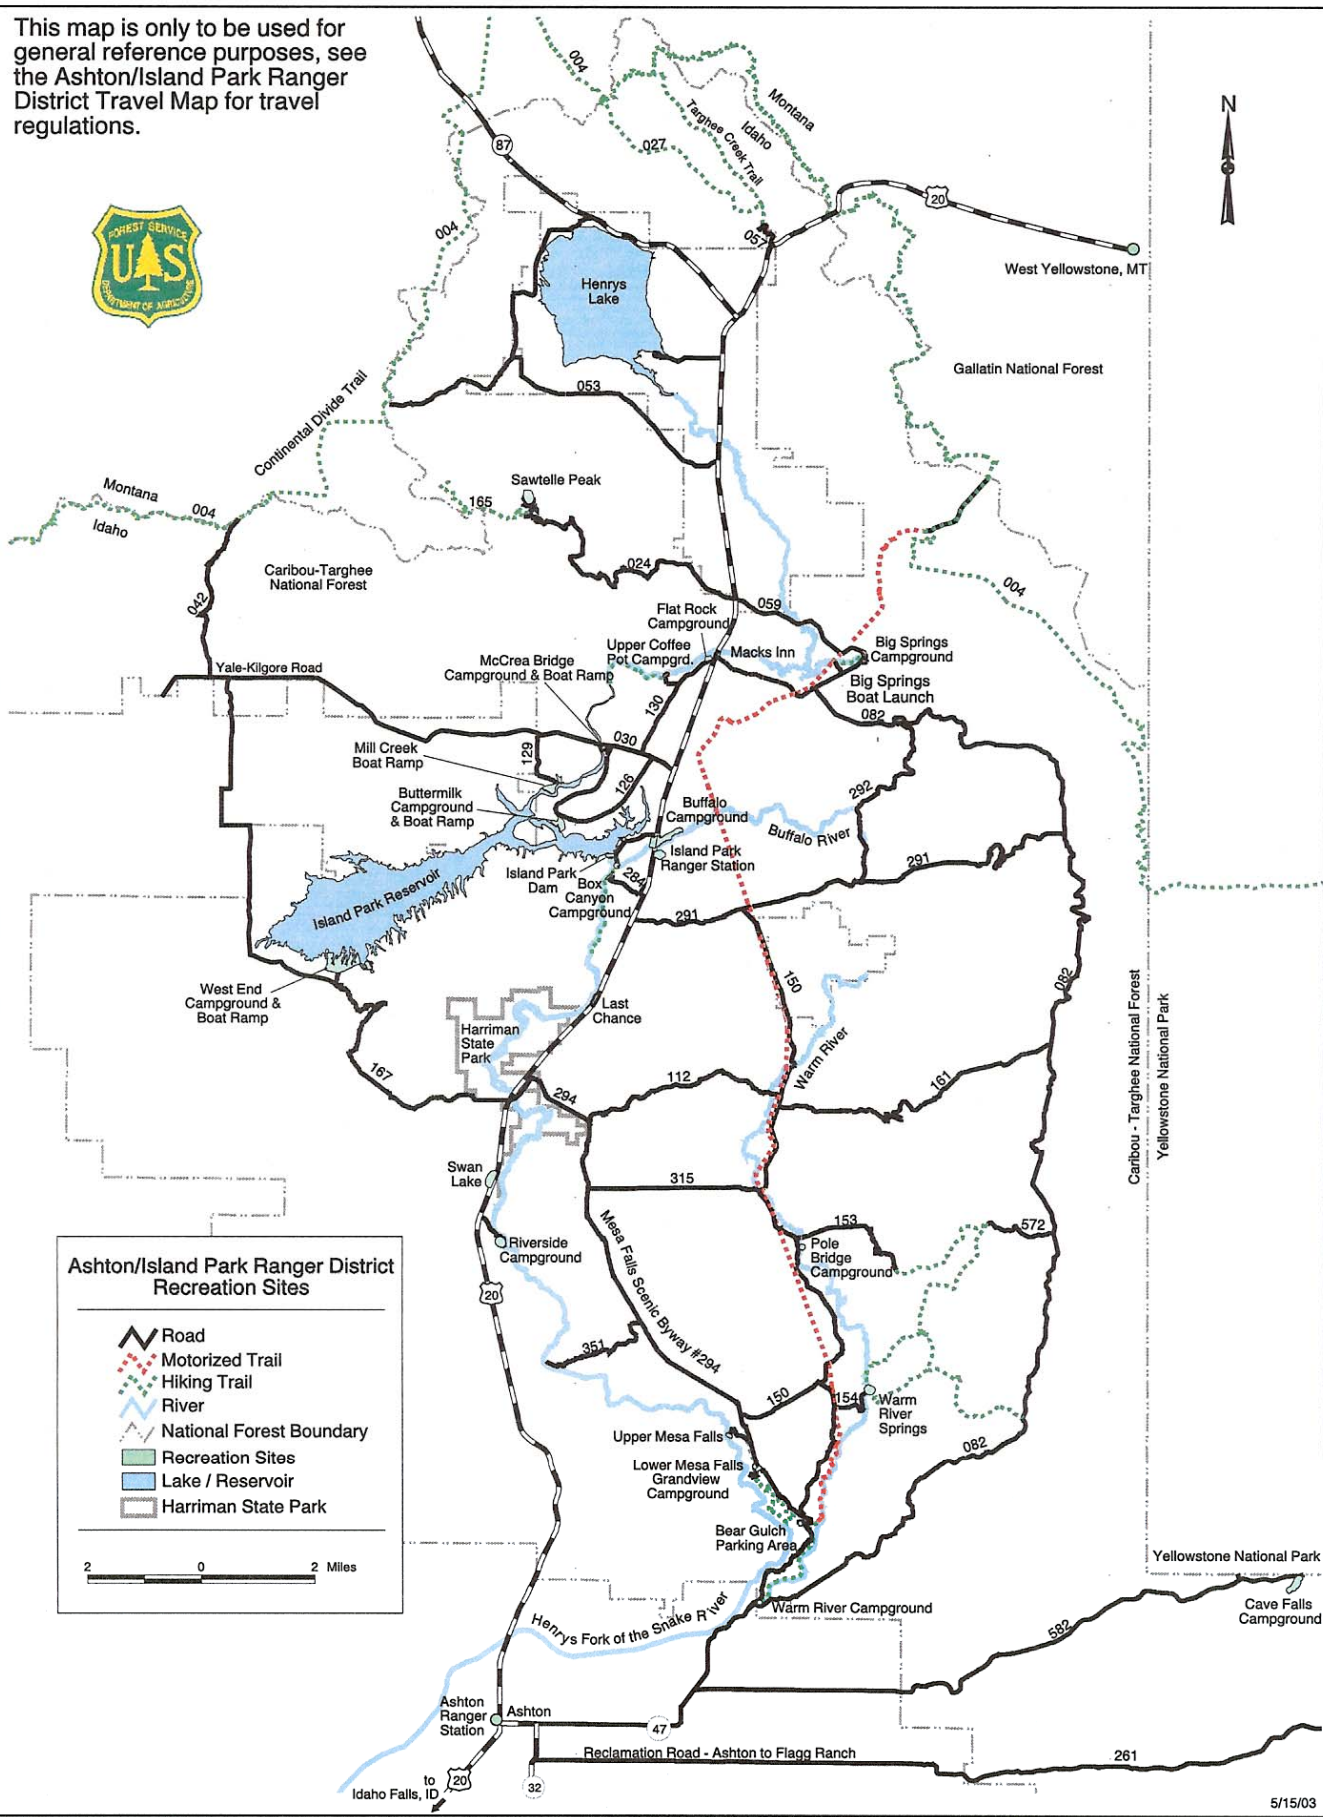 This map is only to be used for
general reference purposes, see
the Ashton/Island Park Ranger
District Travel Map for travel
regulations.
FOREST SERVICE
U S
DEPARTMENT OF AGRICULTURE
N
004
Montana
Idaho
Targhee Creek Trail
027
87
20
004
057
West Yellowstone, MT
Henrys
Lake
Gallatin National Forest
053
Continental Divide Trail
Sawtelle Peak
165
Montana
004
Idaho
Caribou-Targhee
National Forest
024
004
042
059
Flat Rock
Campground
Upper Coffee
Pot Campgrd.
Macks Inn
Big Springs
Campground
McCrea Bridge
Campground & Boat Ramp
Yale-Kilgore Road
Big Springs
Boat Launch
130
082
030
129
Mill Creek
Boat Ramp
126
292
Buttermilk
Campground
& Boat Ramp
Buffalo
Campground
Buffalo River
Island Park
Ranger Station
291
Island Park
Dam
284
Box
Canyon
Campground
Island Park Reservoir
291
150
082
West End
Campground &
Boat Ramp
Last
Chance
Harriman
State
Park
Warm River
167
112
161
294
Caribou - Targhee National Forest
Yellowstone National Park
Swan
Lake
315
153
572
Mesa Falls Scenic Byway #294
Pole
Bridge
Campground
Riverside
Campground
20
351
150
154
Warm
River
Springs
082
Upper Mesa Falls
Lower Mesa Falls
Grandview
Campground
Bear Gulch
Parking Area
Ashton/Island Park Ranger District
Recreation Sites
Road
Motorized Trail
Hiking Trail
River
National Forest Boundary
Recreation Sites
Lake / Reservoir
Harriman State Park
2 0 2 Miles
Yellowstone National Park
Cave Falls
Campground
Warm River Campground
Henrys Fork of the Snake River
582
Ashton
Ranger
Station
Ashton
47
Reclamation Road - Ashton to Flagg Ranch
261
to
Idaho Falls, ID
20
32
5/15/03